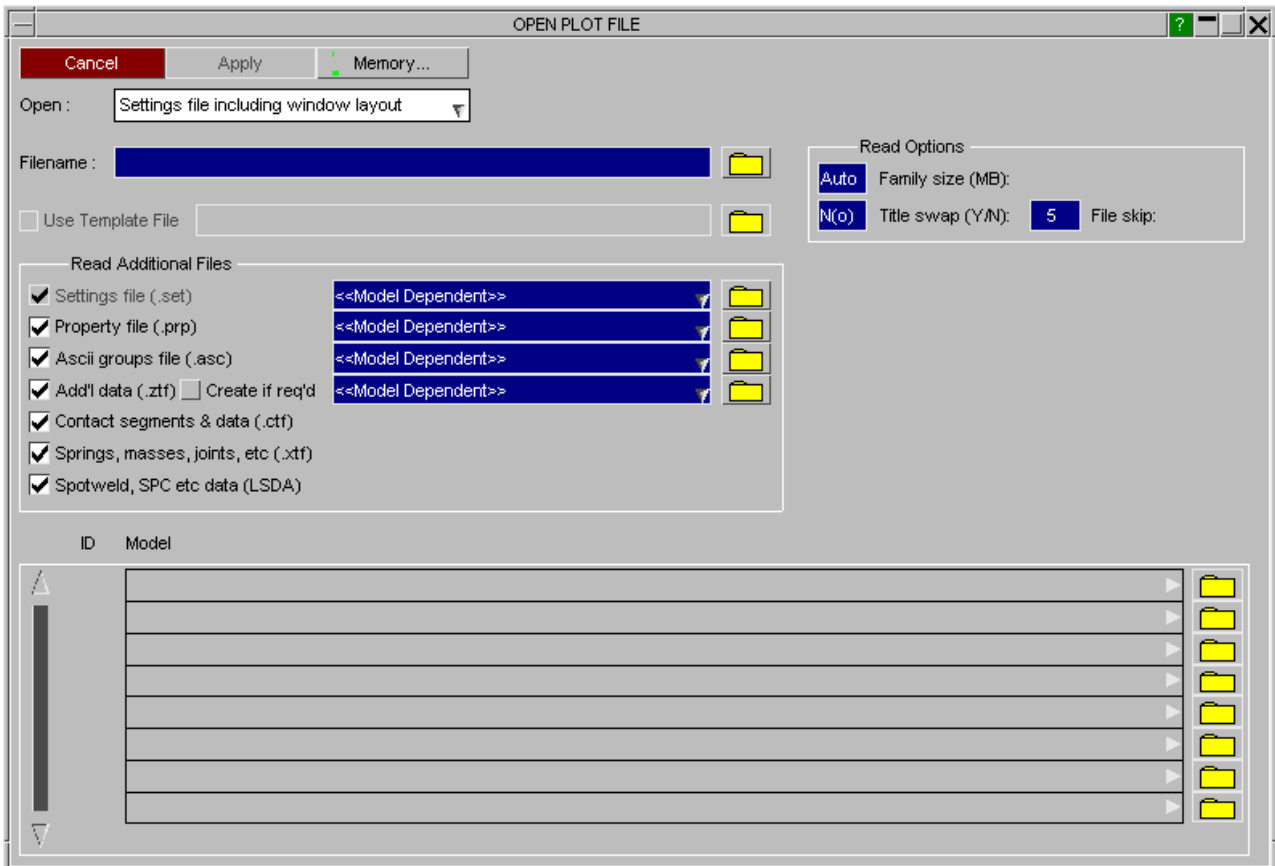 OPEN PLOT FILE ?
Cancel Apply Memory...
Open : Settings file including window layout
Filename :
Read Options
Auto Family size (MB):
N(o) Title swap (Y/N): 5 File skip:
Use Template File
Read Additional Files
Settings file (.set) <<Model Dependent>>
Property file (.prp) <<Model Dependent>>
Ascii groups file (.asc) <<Model Dependent>>
Add'l data (.ztf) Create if req'd <<Model Dependent>>
Contact segments & data (.ctf)
Springs, masses, joints, etc (.xtf)
Spotweld, SPC etc data (LSDA)
ID Model